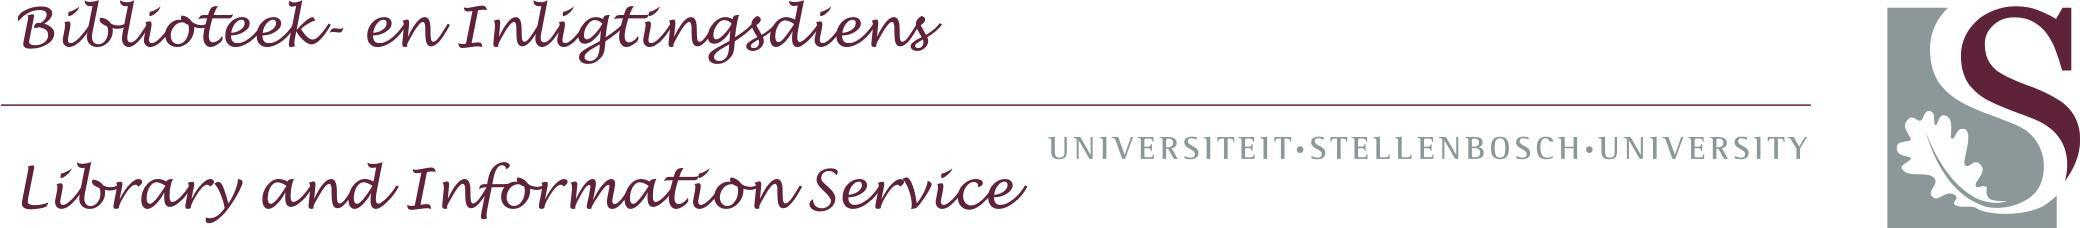 Biblioteek- en Inligtingsdiens
UNIVERSITEIT·STELLENBOSCH·UNIVERSITY
Library and Information Service
S